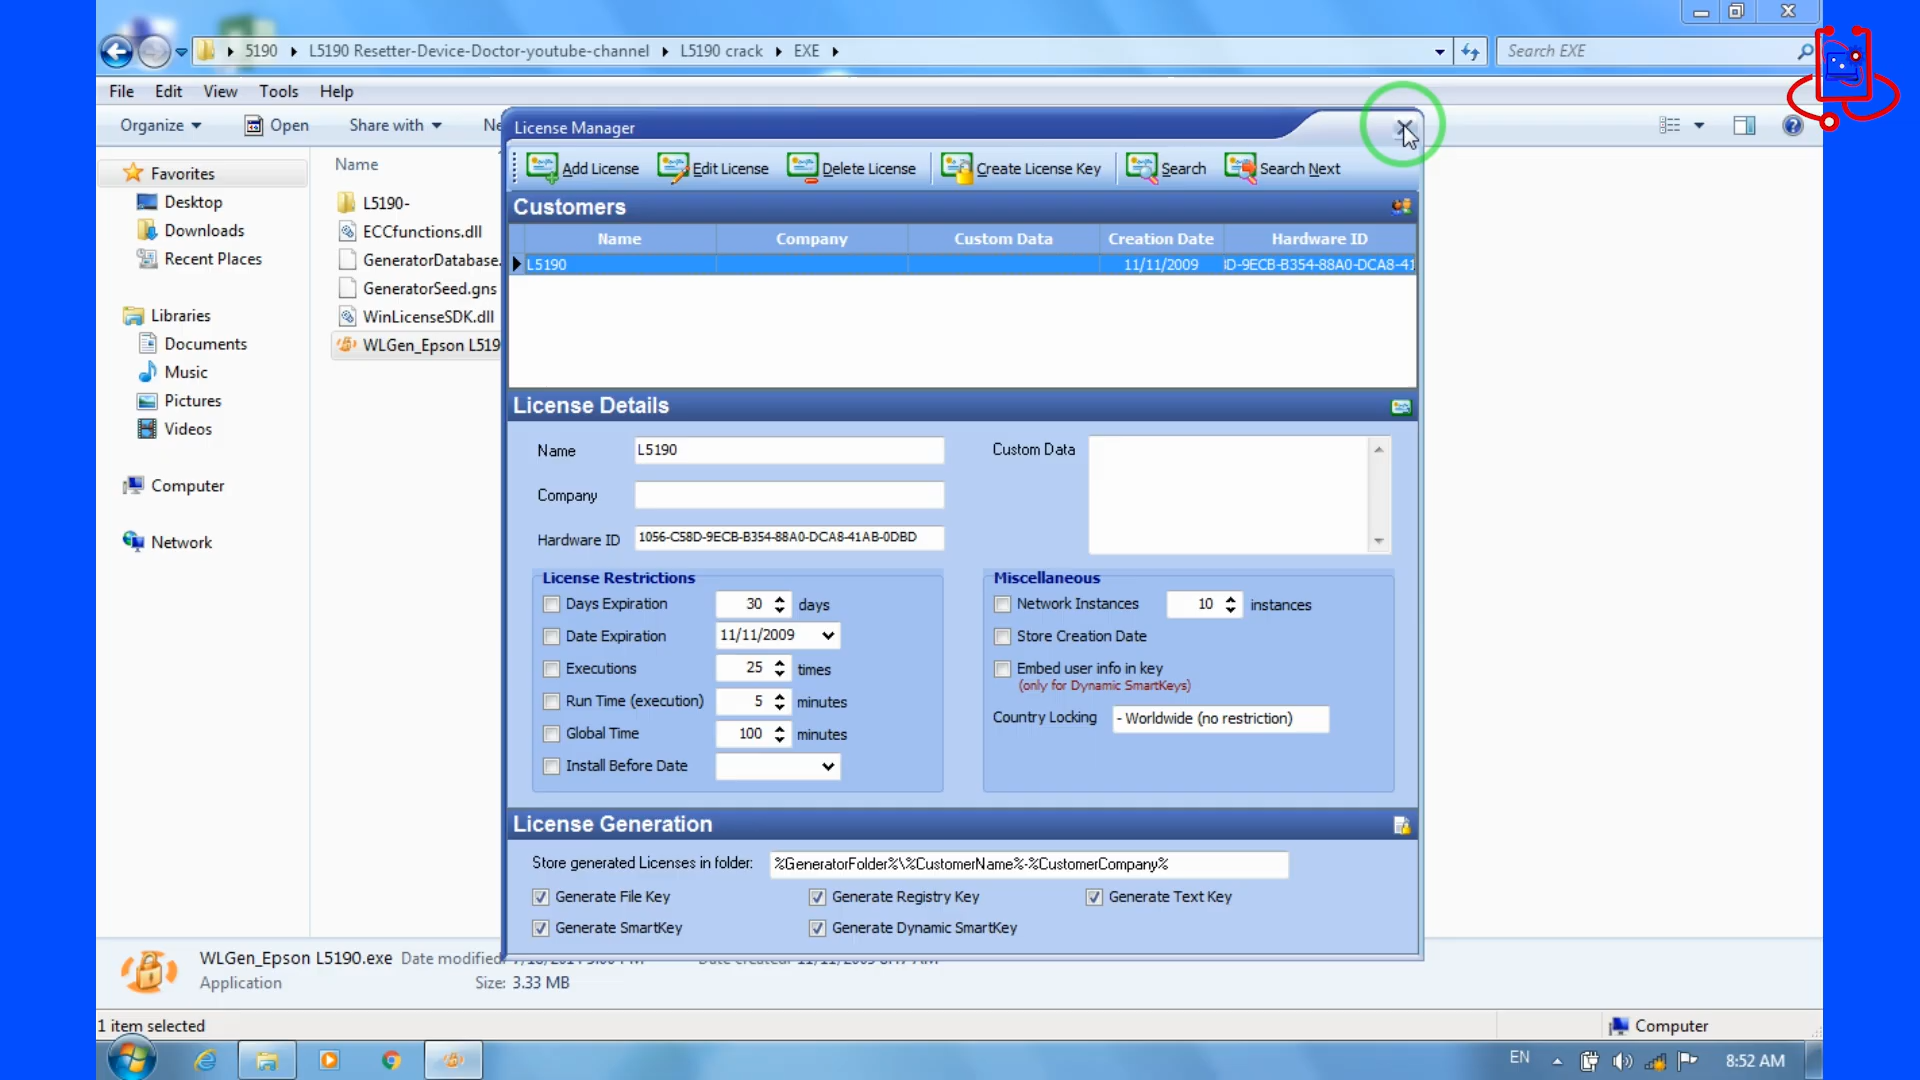 5190 L5190 Resetter-Device-Doctor-youtube-channel L5190 crack EXE
Search EXE
File Edit View Tools Help
Organize Open Share with
Name
Favorites
Desktop
Downloads
Recent Places
Libraries
Documents
Music
Pictures
Videos
Computer
Network
L5190-
ECCfunctions.dll
GeneratorDatabase.
GeneratorSeed.gns
WinLicenseSDK.dll
WLGen_Epson L519
License Manager
Add License Edit License Delete License Create License Key Search Search Next
Customers
Name Company Custom Data Creation Date Hardware ID
L5190 11/11/2009 D-9ECB-B354-88A0-DCA8-41
License Details
Name L5190
Custom Data
Company
Hardware ID 1056-C58D-9ECB-B354-88A0-DCA8-41AB-0DBD
License Restrictions
Days Expiration 30 days
Date Expiration 11/11/2009
Executions 25 times
Run Time (execution) 5 minutes
Global Time 100 minutes
Install Before Date
Miscellaneous
Network Instances 10 instances
Store Creation Date
Embed user info in key
(only for Dynamic SmartKeys)
Country Locking - Worldwide (no restriction)
License Generation
Store generated Licenses in folder: %GeneratorFolder%\%CustomerName%-%CustomerCompany%
Generate File Key Generate Registry Key Generate Text Key
Generate SmartKey Generate Dynamic SmartKey
WLGen_Epson L5190.exe Date modified:
Application Size: 3.33 MB
1 item selected Computer
EN 8:52 AM